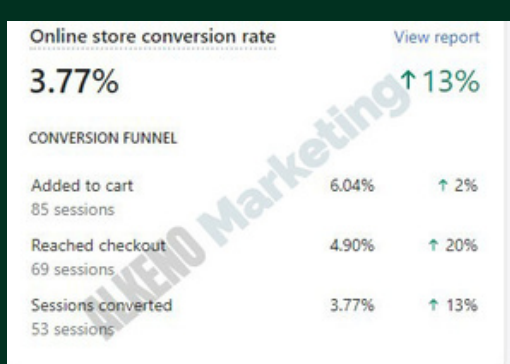 Online store conversion rate View report
3.77% ↑ 13%
CONVERSION FUNNEL
Added to cart 6.04% ↑ 2%
85 sessions
Reached checkout 4.90% ↑ 20%
69 sessions
Sessions converted 3.77% ↑ 13%
53 sessions
ALKENO Marketing